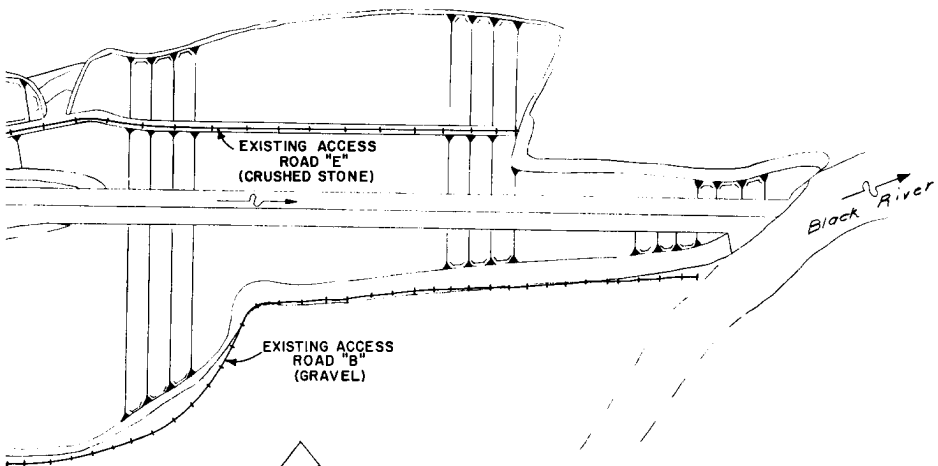 EXISTING ACCESS
ROAD "E"
(CRUSHED STONE)
Black River
EXISTING ACCESS
ROAD "B"
(GRAVEL)